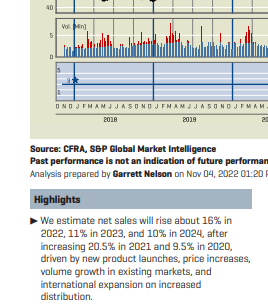 40
Vol. (Mln)
5
0
5
3
1
O N D J F M A M J J A S O N D J F M A M J J A S O N D J F M
2018 2019 20
Source: CFRA, S&P Global Market Intelligence
Past performance is not an indication of future performan
Analysis prepared by Garrett Nelson on Nov 04, 2022 01:20 P
Highlights
► We estimate net sales will rise about 16% in
2022, 11% in 2023, and 10% in 2024, after
increasing 20.5% in 2021 and 9.5% in 2020,
driven by new product launches, price increases,
volume growth in existing markets, and
international expansion on increased
distribution.